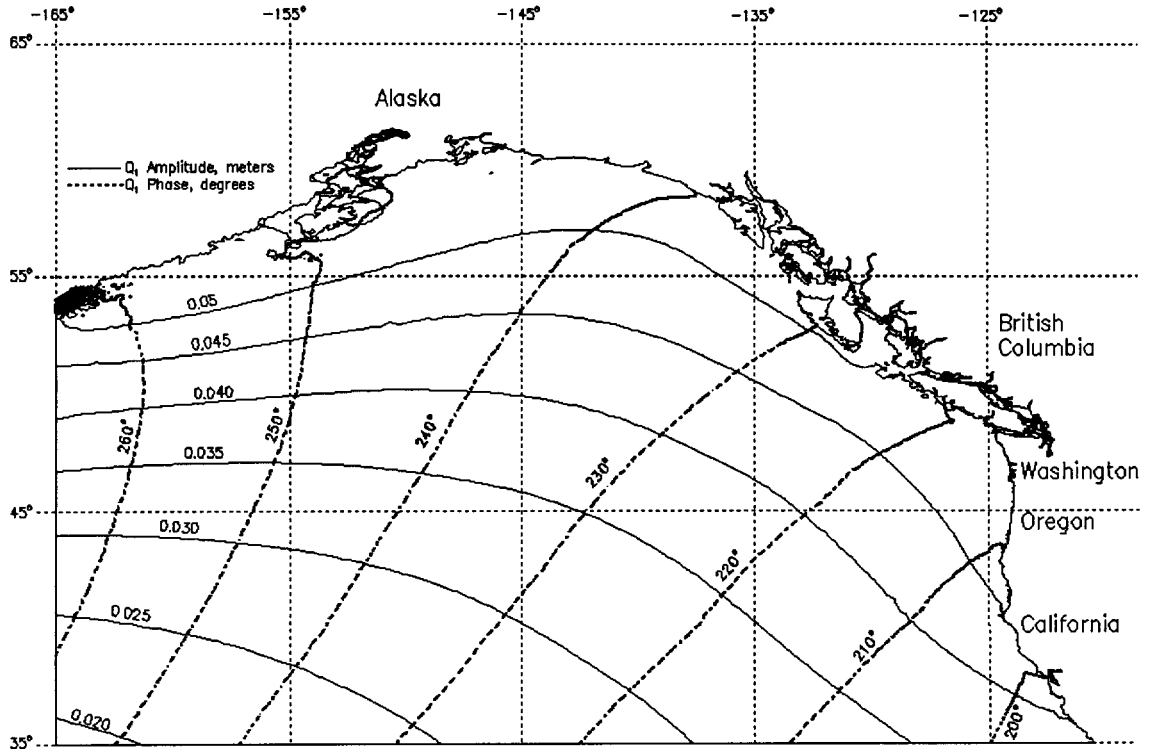 -165° -155° -145° -135° -125°
65°
Alaska
Q₁ Amplitude, meters
Q₁ Phase, degrees
55°
0.05
British
Columbia
0.045
0.040
260°
250°
240°
0.035
230°
Washington
45°
Oregon
0.030
220°
0.025
California
210°
0.020
200°
35°